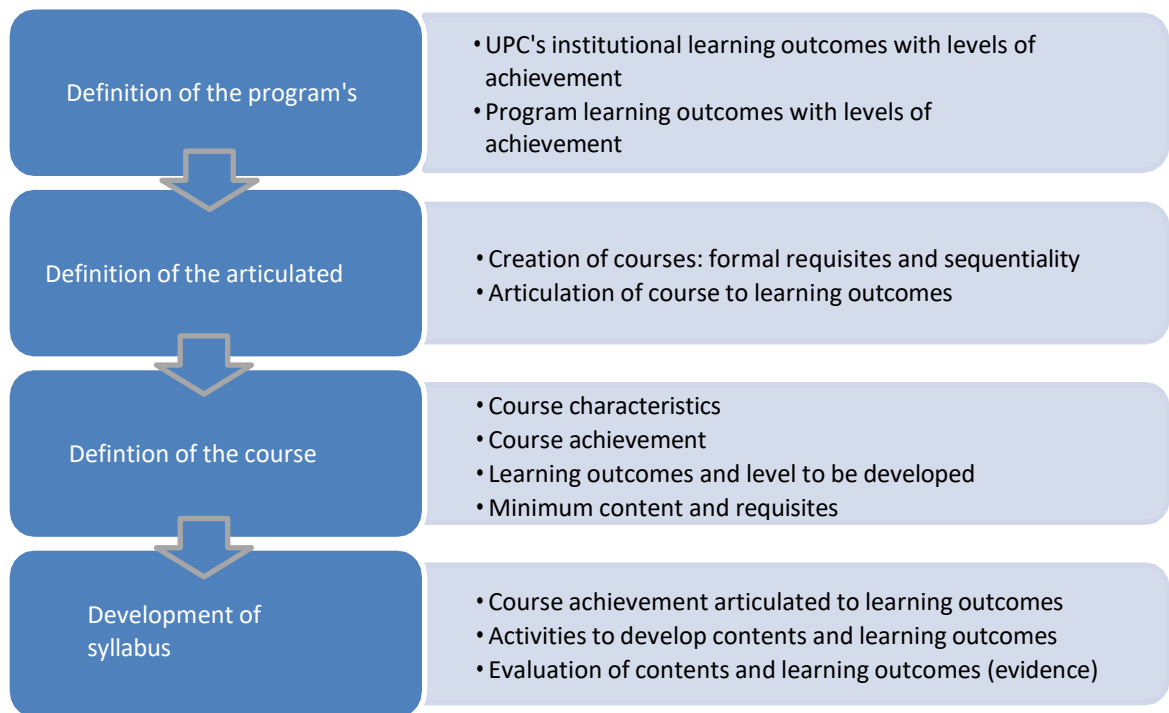 Definition of the program's
• UPC's institutional learning outcomes with levels of
achievement
• Program learning outcomes with levels of
achievement
Definition of the articulated
• Creation of courses: formal requisites and sequentiality
• Articulation of course to learning outcomes
Defintion of the course
• Course characteristics
• Course achievement
• Learning outcomes and level to be developed
• Minimum content and requisites
Development of
syllabus
• Course achievement articulated to learning outcomes
• Activities to develop contents and learning outcomes
• Evaluation of contents and learning outcomes (evidence)